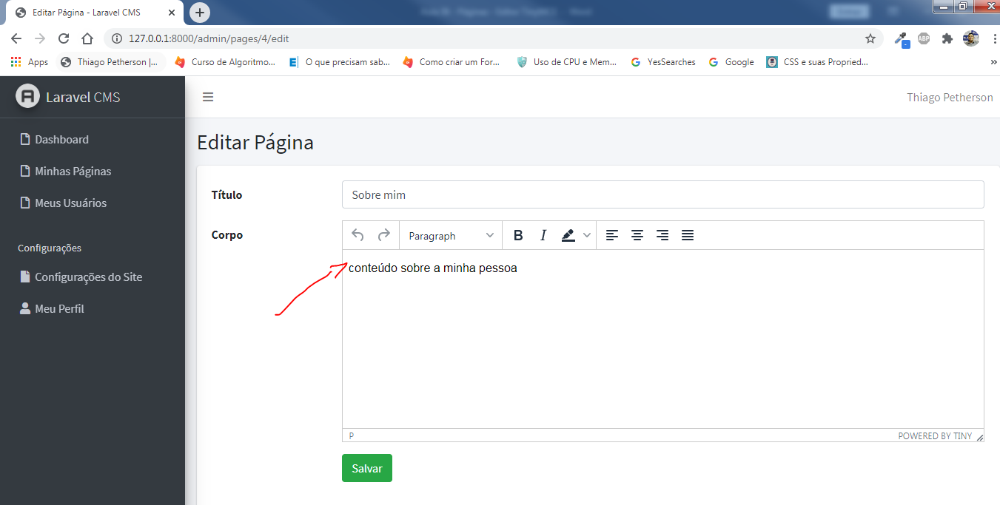 Editar Página - Laravel CMS
127.0.0.1:8000/admin/pages/4/edit
ABP
Apps
Thiago Petherson |...
Curso de Algoritmo...
O que precisam sab...
Como criar um For...
Uso de CPU e Mem...
YesSearches
Google
CSS e suas Propried...
Laravel CMS
Thiago Petherson
Dashboard
Minhas Páginas
Meus Usuários
Configurações
Configurações do Site
Meu Perfil
Editar Página
Título
Sobre mim
Corpo
Paragraph
B
I
conteúdo sobre a minha pessoa
P
POWERED BY TINY
Salvar